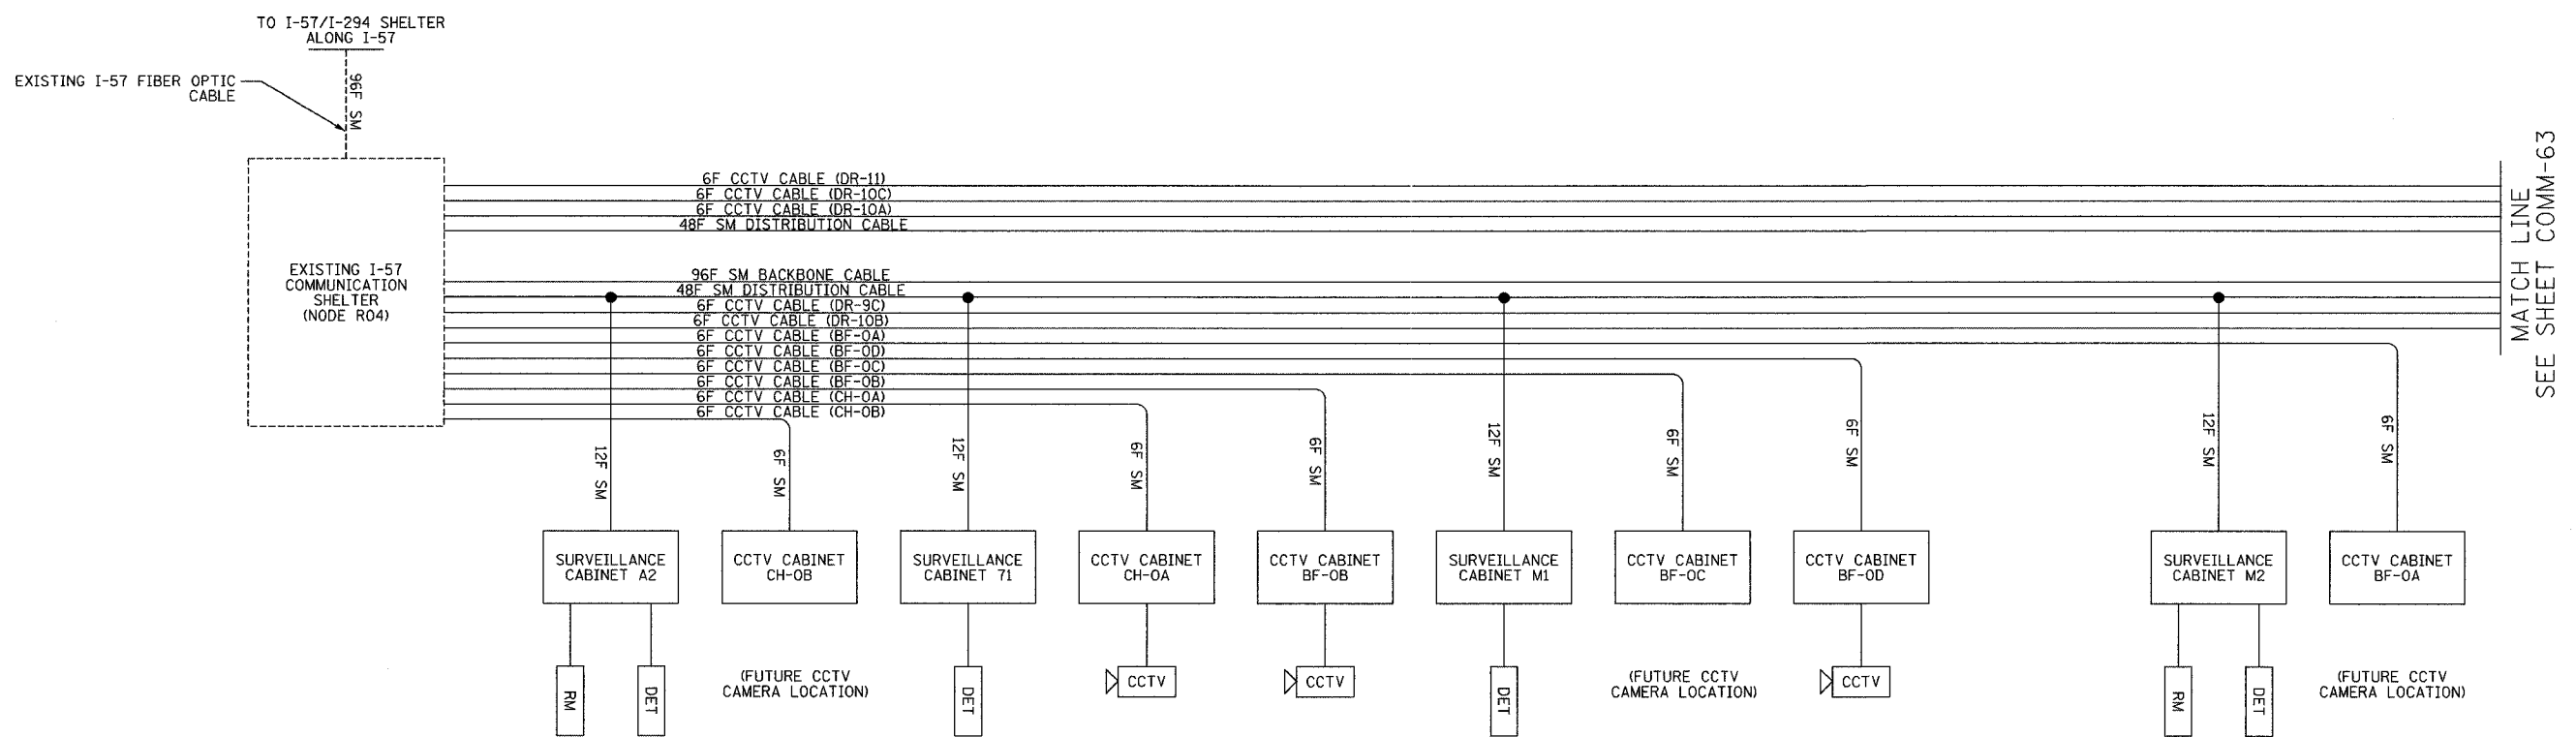 TO I-57/I-294 SHELTER
ALONG I-57
EXISTING I-57 FIBER OPTIC
CABLE
96F SM
EXISTING I-57
COMMUNICATION
SHELTER
(NODE R04)
6F CCTV CABLE (DR-11)
6F CCTV CABLE (DR-10C)
6F CCTV CABLE (DR-10A)
48F SM DISTRIBUTION CABLE
96F SM BACKBONE CABLE
48F SM DISTRIBUTION CABLE
6F CCTV CABLE (DR-9C)
6F CCTV CABLE (DR-10B)
6F CCTV CABLE (BF-0A)
6F CCTV CABLE (BF-0D)
6F CCTV CABLE (BF-0C)
6F CCTV CABLE (BF-0B)
6F CCTV CABLE (CH-0A)
6F CCTV CABLE (CH-0B)
MATCH LINE
SEE SHEET COMM-63
12F SM
6F SM
12F SM
6F SM
6F SM
12F SM
6F SM
6F SM
12F SM
6F SM
SURVEILLANCE
CABINET A2
CCTV CABINET
CH-0B
SURVEILLANCE
CABINET 71
CCTV CABINET
CH-0A
CCTV CABINET
BF-0B
SURVEILLANCE
CABINET M1
CCTV CABINET
BF-0C
CCTV CABINET
BF-0D
SURVEILLANCE
CABINET M2
CCTV CABINET
BF-0A
RM
DET
(FUTURE CCTV
CAMERA LOCATION)
DET
CCTV
CCTV
DET
(FUTURE CCTV
CAMERA LOCATION)
CCTV
RM
DET
(FUTURE CCTV
CAMERA LOCATION)